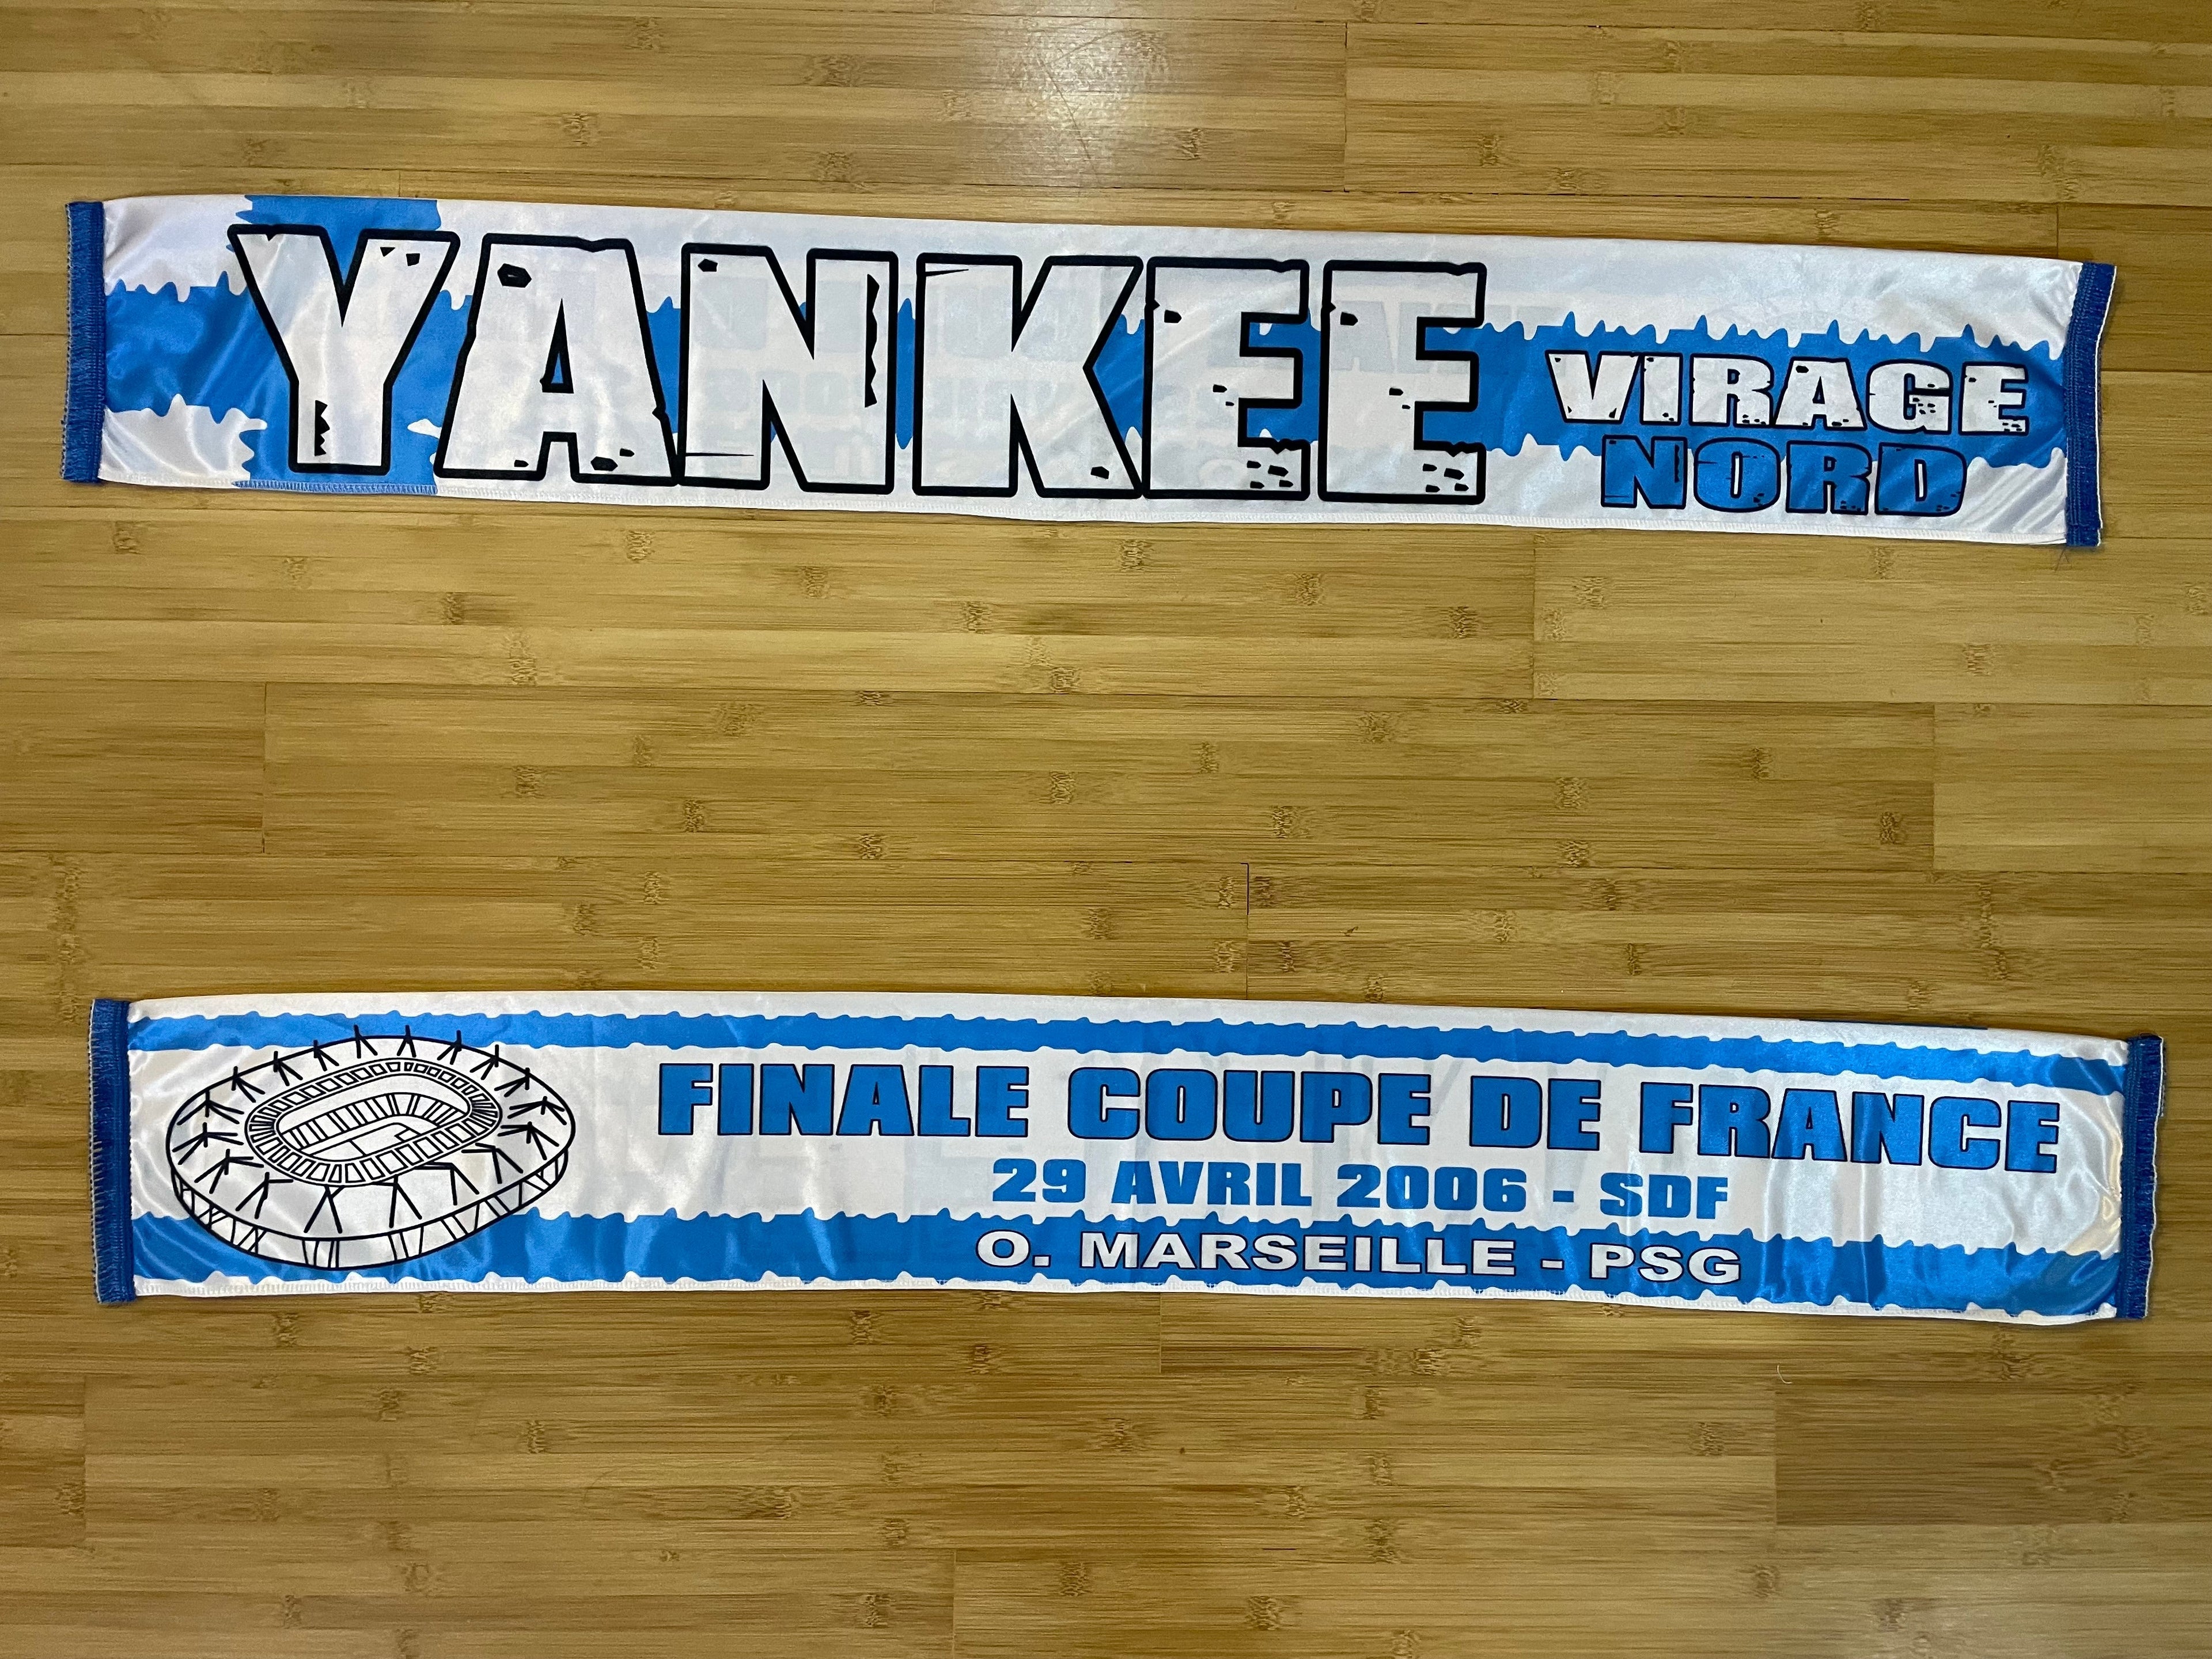 YANKEE
VIRAGE
NORD
FINALE COUPE DE FRANCE
29 AVRIL 2006 - SDF
O. MARSEILLE - PSG